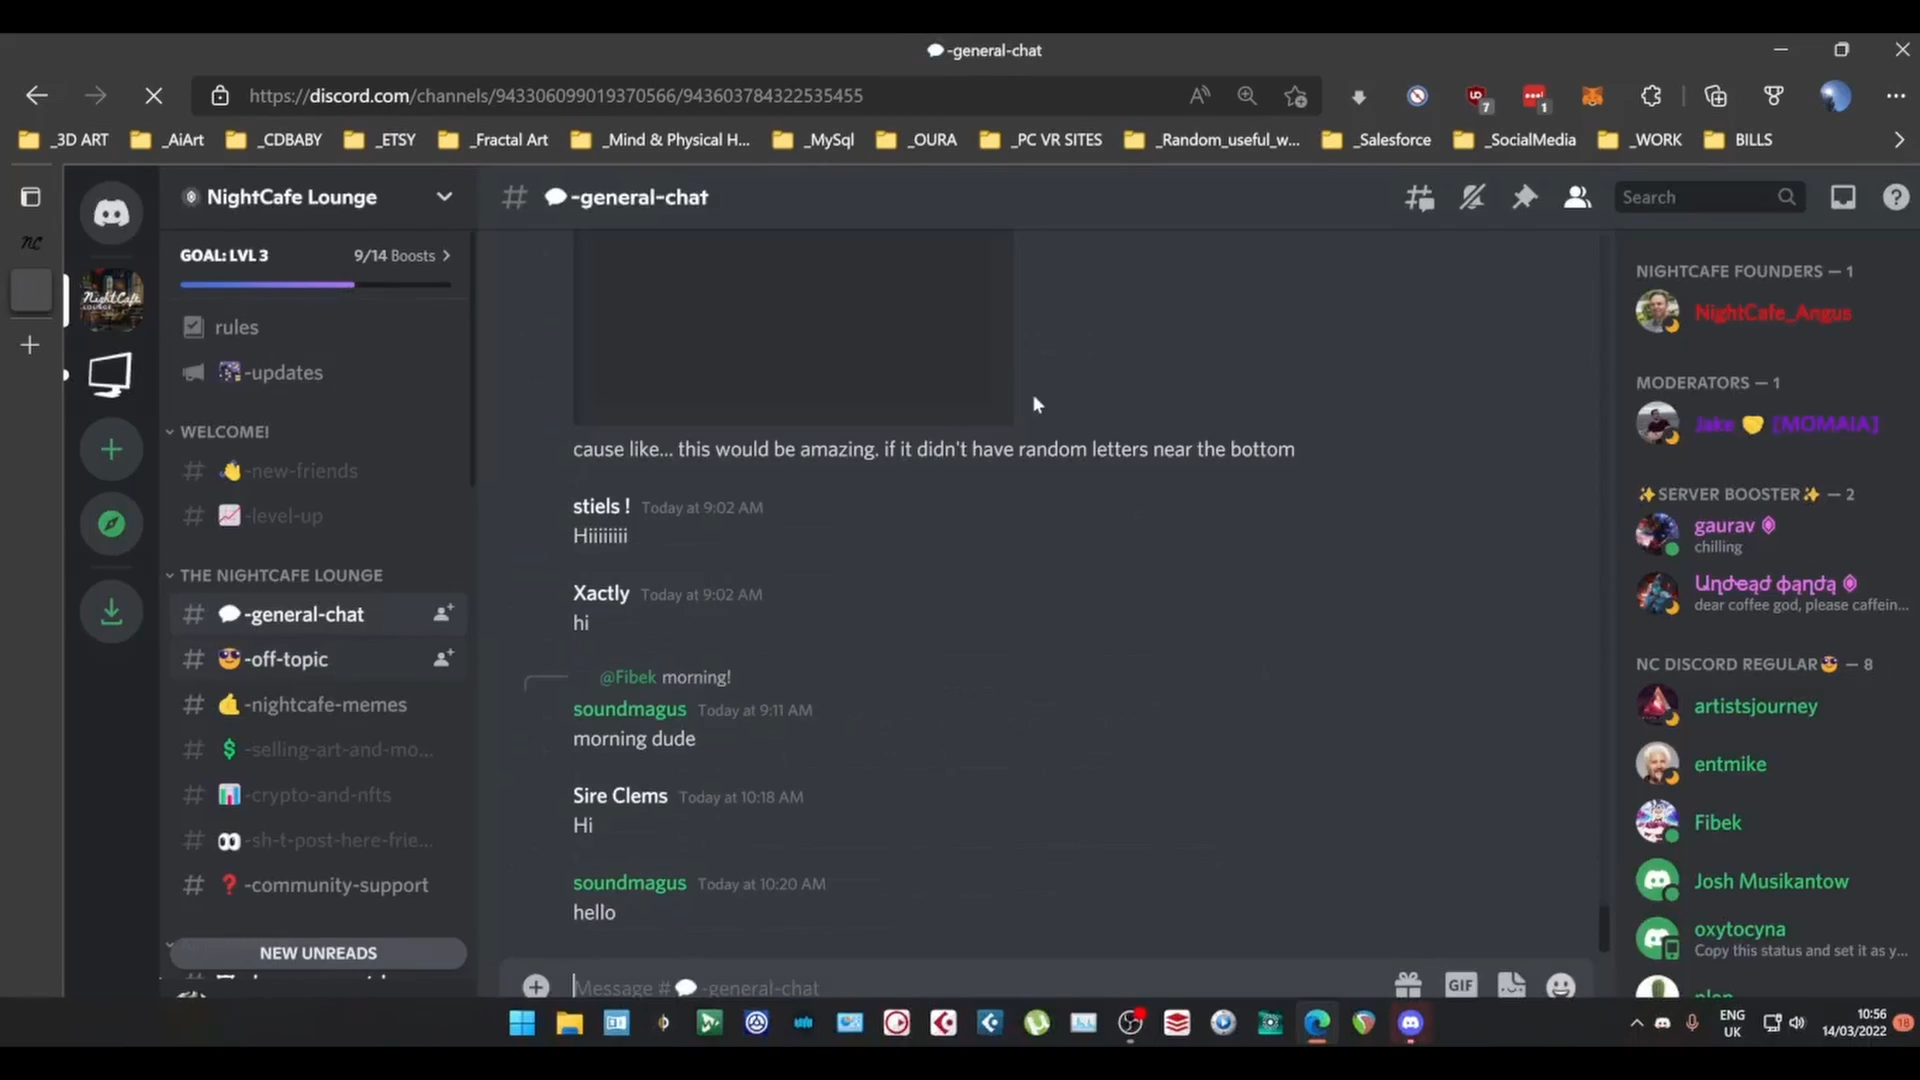 -general-chat
https://discord.com/channels/943306099019370566/943603784322535455
7
1
_3D ART
_AiArt
_CDBABY
_ETSY
_Fractal Art
_Mind & Physical H...
_MySql
_OURA
_PC VR SITES
_Random_useful_w...
_Salesforce
_SocialMedia
_WORK
BILLS
NightCafe Lounge
# -general-chat
Search
GOAL: LVL 3
9/14 Boosts
rules
-updates
WELCOME!
# -new-friends
# -level-up
THE NIGHTCAFE LOUNGE
# -general-chat
# -off-topic
# -nightcafe-memes
# $ -selling-art-and-mo...
# -crypto-and-nfts
# -sh-t-post-here-frie...
# ? -community-support
NEW UNREADS
cause like... this would be amazing. if it didn't have random letters near the bottom
stiels ! Today at 9:02 AM
Hiiiiiiii
Xactly Today at 9:02 AM
hi
@Fibek morning!
soundmagus Today at 9:11 AM
morning dude
Sire Clems Today at 10:18 AM
Hi
soundmagus Today at 10:20 AM
hello
Message # -general-chat
GIF
NIGHTCAFE FOUNDERS — 1
NightCafe_Angus
MODERATORS — 1
Jake [MOMAIA]
SERVER BOOSTER — 2
gaurav
chilling
dear coffee god, please caffein...
NC DISCORD REGULAR — 8
artistsjourney
entmike
Fibek
Josh Musikantow
oxytocyna
Copy this status and set it as y...
ENG
UK
10:56
14/03/2022
18